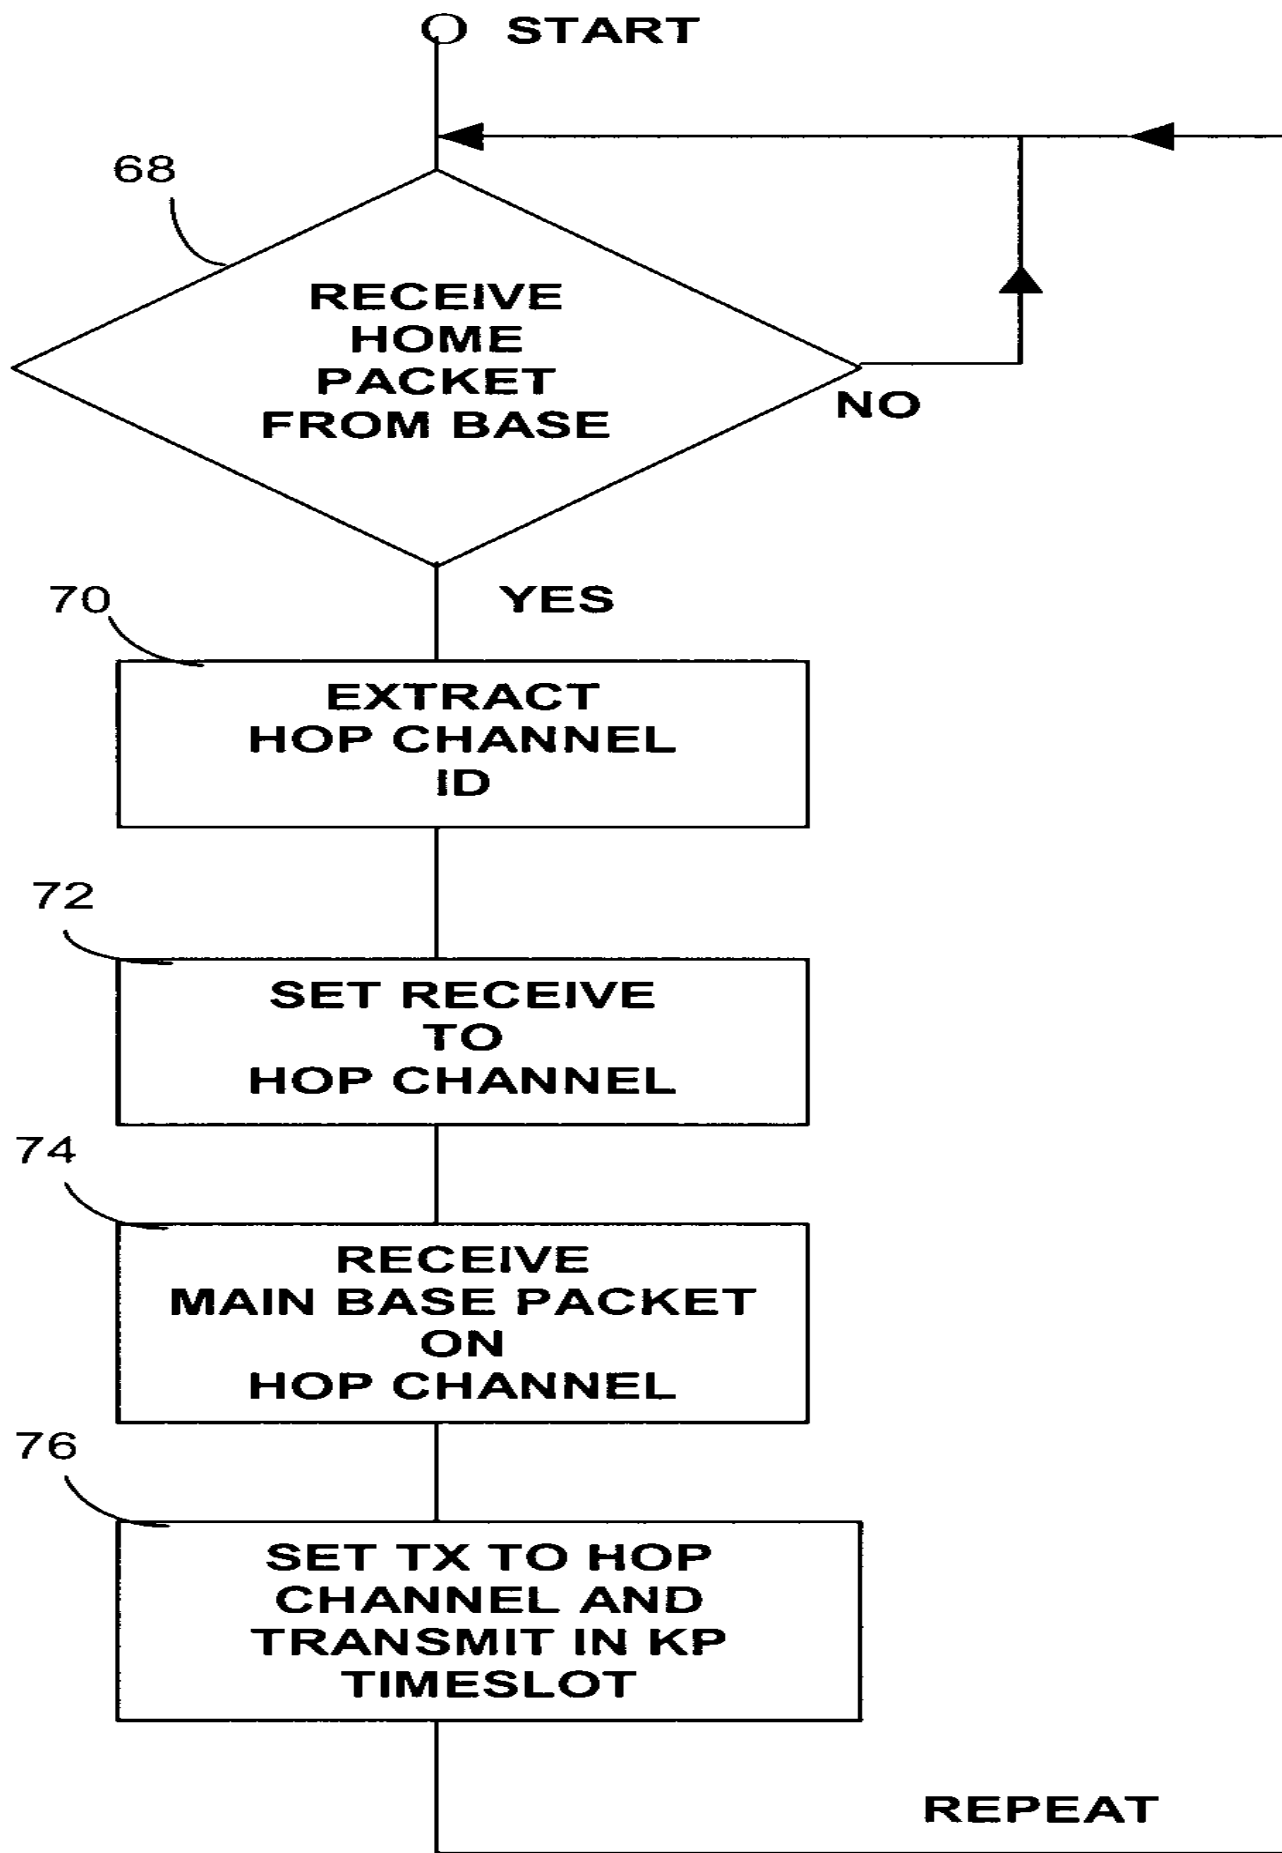 START
68
RECEIVE
HOME
PACKET
FROM BASE
NO
YES
70
EXTRACT
HOP CHANNEL
ID
72
SET RECEIVE
TO
HOP CHANNEL
74
RECEIVE
MAIN BASE PACKET
ON
HOP CHANNEL
76
SET TX TO HOP
CHANNEL AND
TRANSMIT IN KP
TIMESLOT
REPEAT